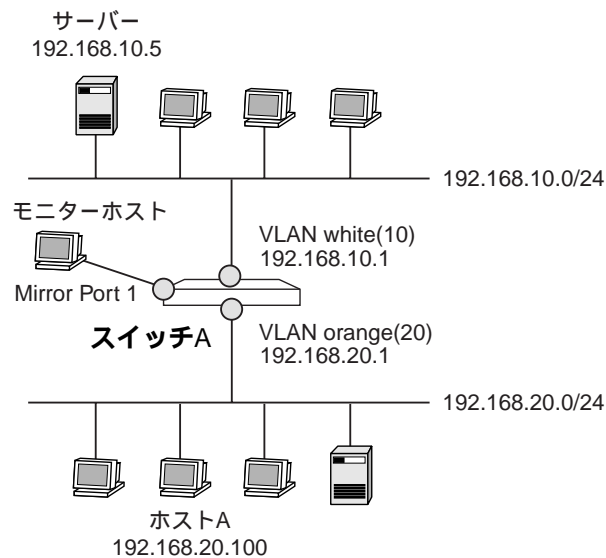 サーバー
192.168.10.5
192.168.10.0/24
モニターホスト
VLAN white(10)
192.168.10.1
Mirror Port 1
スイッチA
VLAN orange(20)
192.168.20.1
192.168.20.0/24
ホストA
192.168.20.100